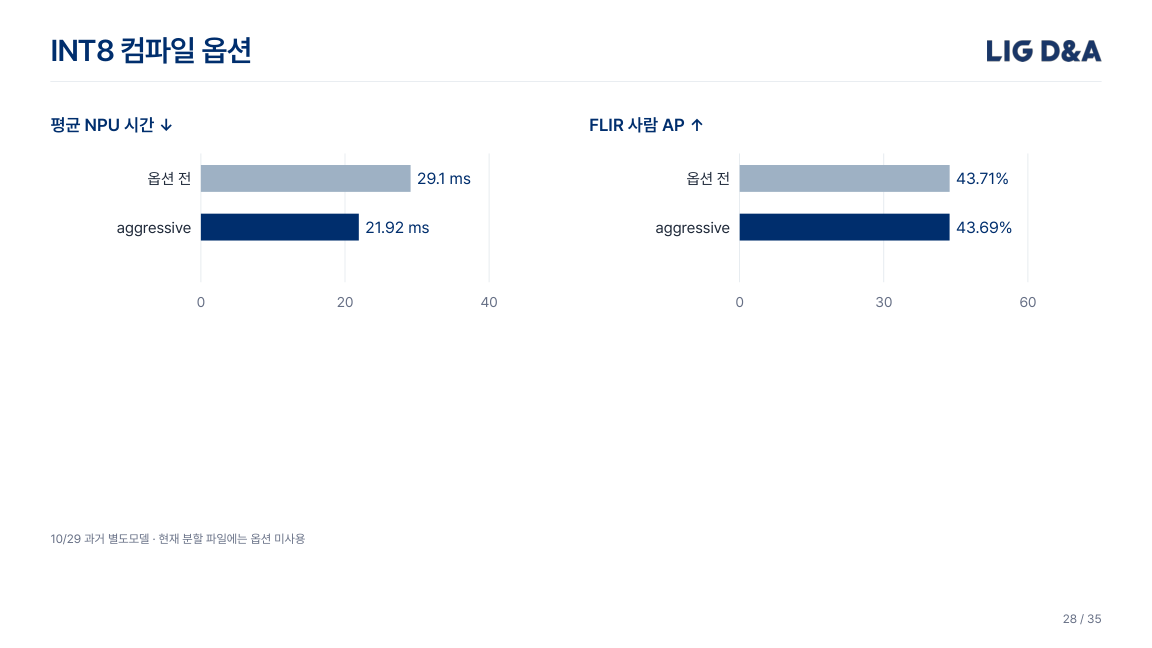 INT8 컴파일 옵션
LIG D&A
평균 NPU 시간 ↓
옵션 전
29.1 ms
aggressive
21.92 ms
0
20
40
FLIR 사람 AP ↑
옵션 전
43.71%
aggressive
43.69%
0
30
60
10/29 과거 별도모델 · 현재 분할 파일에는 옵션 미사용
28 / 35